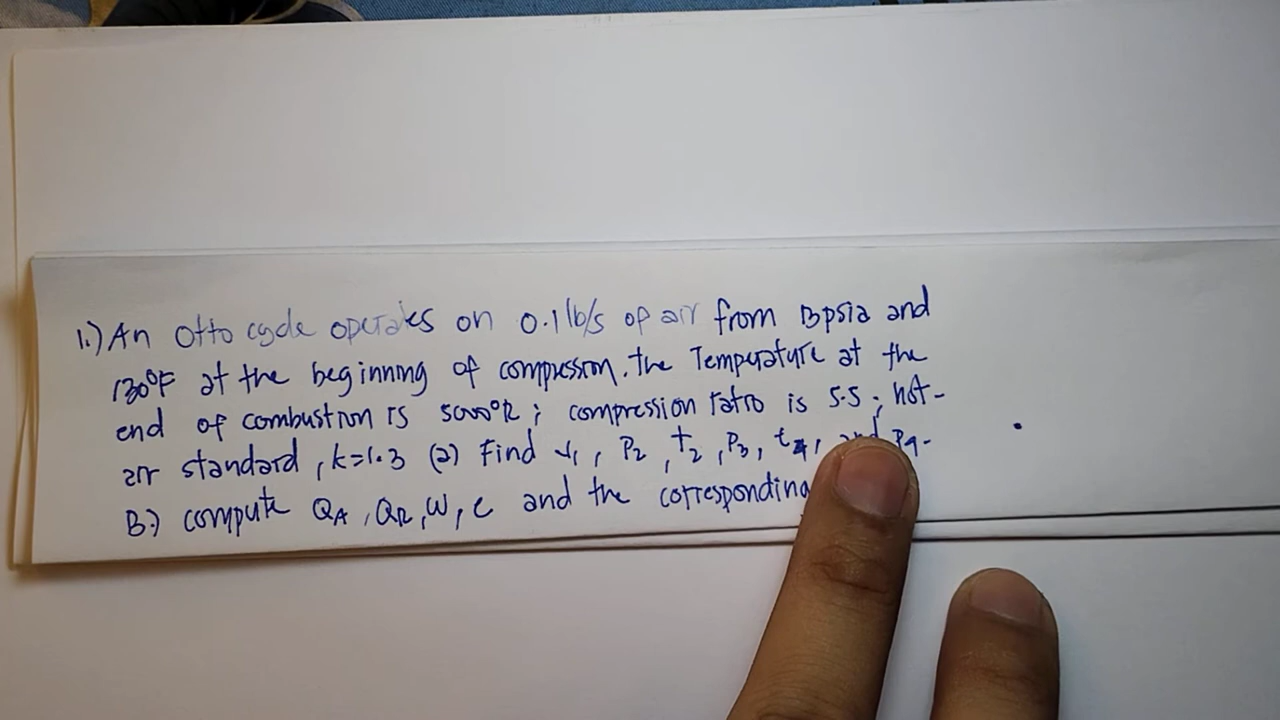 1.) An Otto cycle operates on 0.1 lb/s of air from 13 psia and
130°F at the beginning of compression. the Temperature at the
end of combustion is 5000°R; compression ratio is 5.5; hot-
air standard, k=1.3 (a) Find V1, P2, t2, P3, t4, and P4.
B.) compute QA, QR, W, e and the corresponding